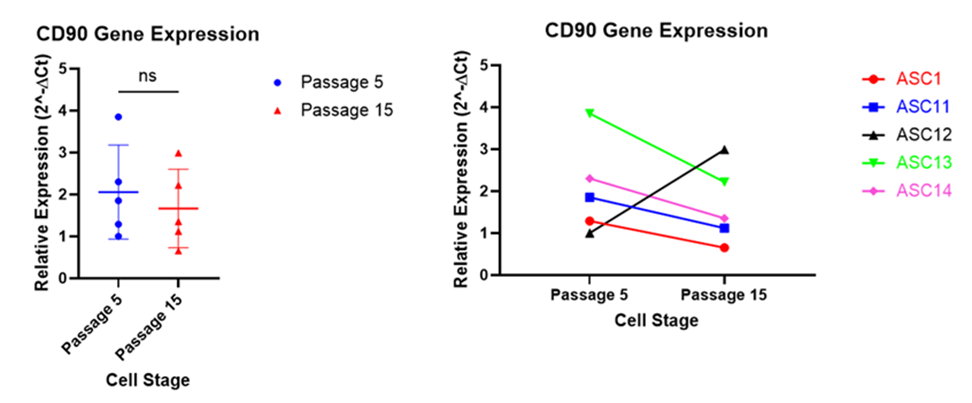 CD90 Gene Expression
Relative Expression (2^-ΔCt)
5
4
3
2
1
0
ns
Passage 5
Passage 15
Cell Stage
Passage 5
Passage 15
CD90 Gene Expression
Relative Expression (2^-ΔCt)
5
4
3
2
1
0
Passage 5
Passage 15
Cell Stage
ASC1
ASC11
ASC12
ASC13
ASC14